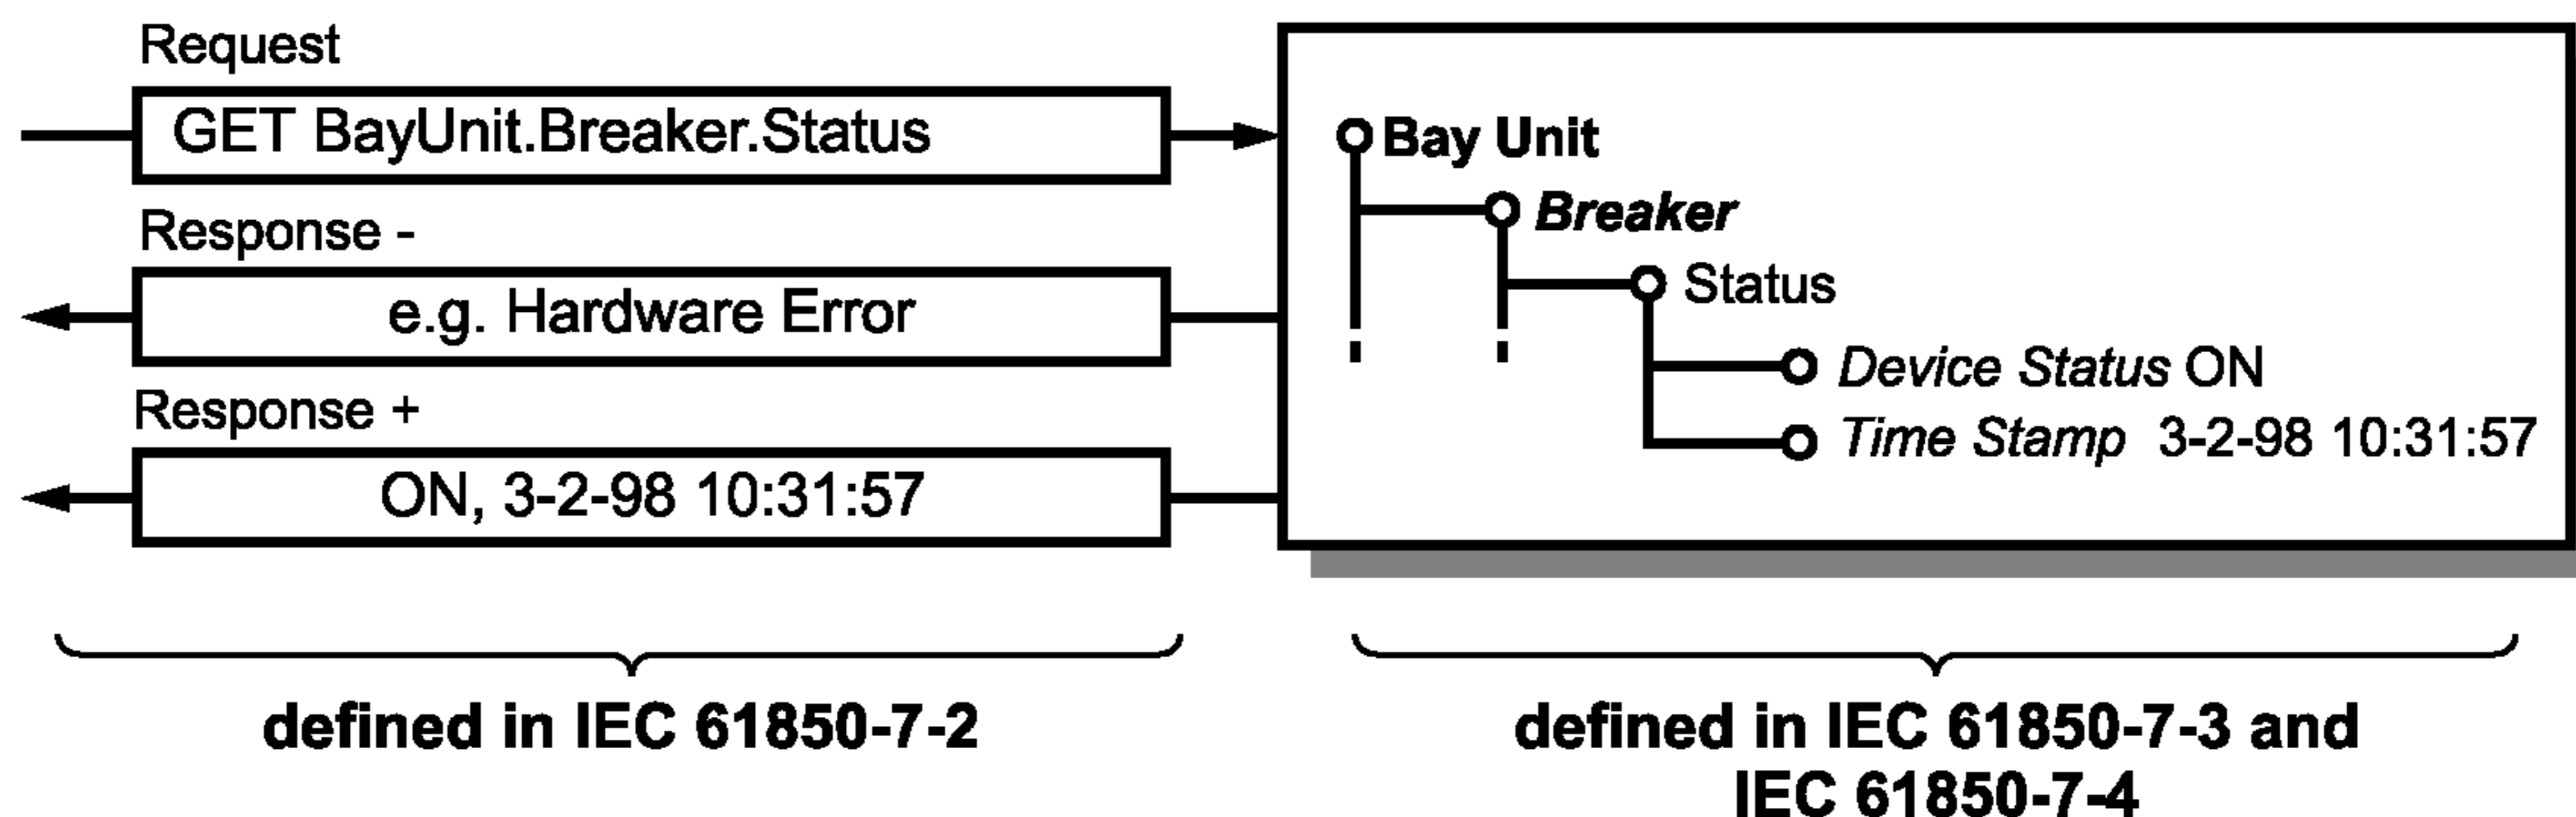 Request
GET BayUnit.Breaker.Status
Response -
e.g. Hardware Error
Response +
ON, 3-2-98 10:31:57
Bay Unit
Breaker
Status
Device Status ON
Time Stamp 3-2-98 10:31:57
defined in IEC 61850-7-2
defined in IEC 61850-7-3 and
IEC 61850-7-4